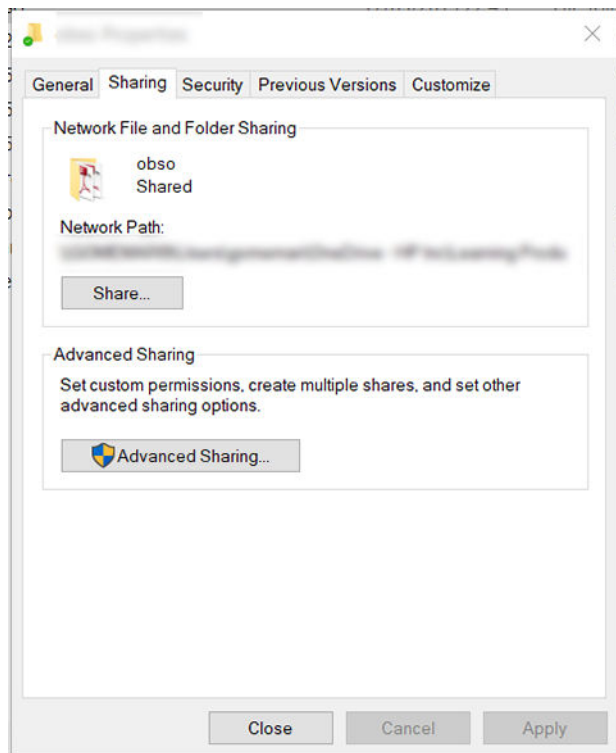 General Sharing Security Previous Versions Customize
Network File and Folder Sharing
obso
Shared
Network Path:
Share...
Advanced Sharing
Set custom permissions, create multiple shares, and set other
advanced sharing options.
Advanced Sharing...
Close Cancel Apply